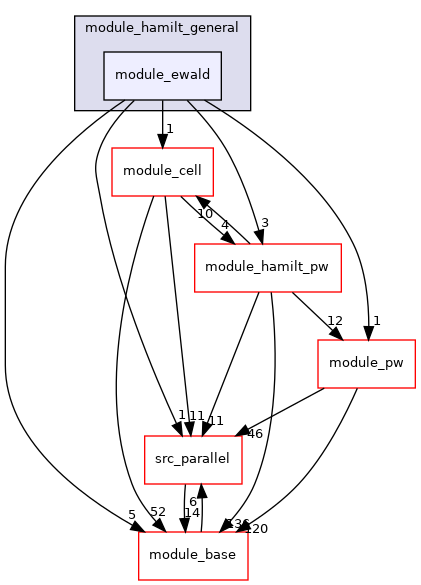 module_hamilt_general
module_ewald
1
module_cell
10
4
3
module_hamilt_pw
12
1
module_pw
1
11
11
46
src_parallel
6
14
5
52
120
module_base